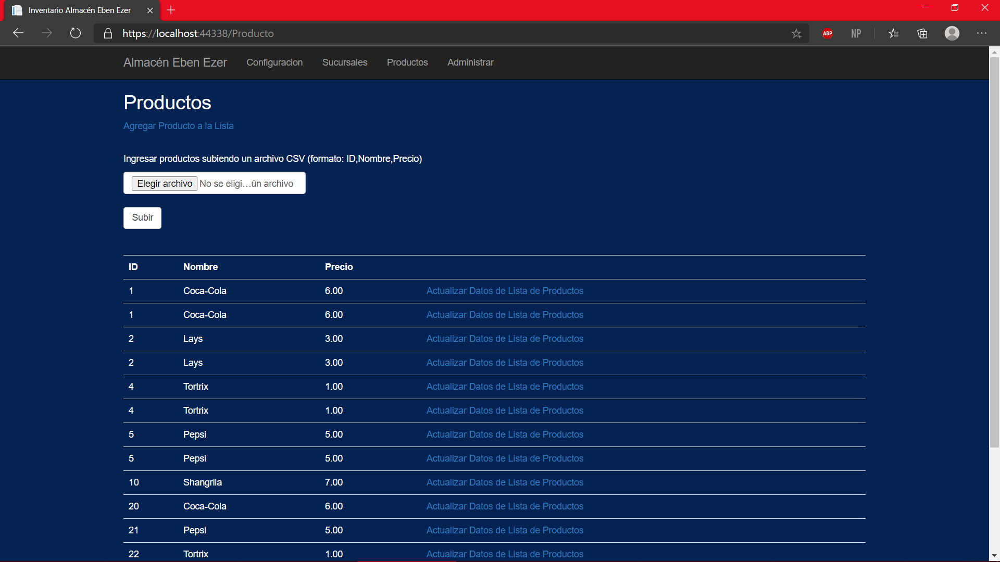 Inventario Almacén Eben Ezer
https://localhost:44338/Producto
ABP
NP
Almacén Eben Ezer Configuracion Sucursales Productos Administrar
Productos
Agregar Producto a la Lista
Ingresar productos subiendo un archivo CSV (formato: ID,Nombre,Precio)
Elegir archivo No se eligi…ún archivo
Subir
ID Nombre Precio
1 Coca-Cola 6.00 Actualizar Datos de Lista de Productos
1 Coca-Cola 6.00 Actualizar Datos de Lista de Productos
2 Lays 3.00 Actualizar Datos de Lista de Productos
2 Lays 3.00 Actualizar Datos de Lista de Productos
4 Tortrix 1.00 Actualizar Datos de Lista de Productos
4 Tortrix 1.00 Actualizar Datos de Lista de Productos
5 Pepsi 5.00 Actualizar Datos de Lista de Productos
5 Pepsi 5.00 Actualizar Datos de Lista de Productos
10 Shangrila 7.00 Actualizar Datos de Lista de Productos
20 Coca-Cola 6.00 Actualizar Datos de Lista de Productos
21 Pepsi 5.00 Actualizar Datos de Lista de Productos
22 Tortrix 1.00 Actualizar Datos de Lista de Productos